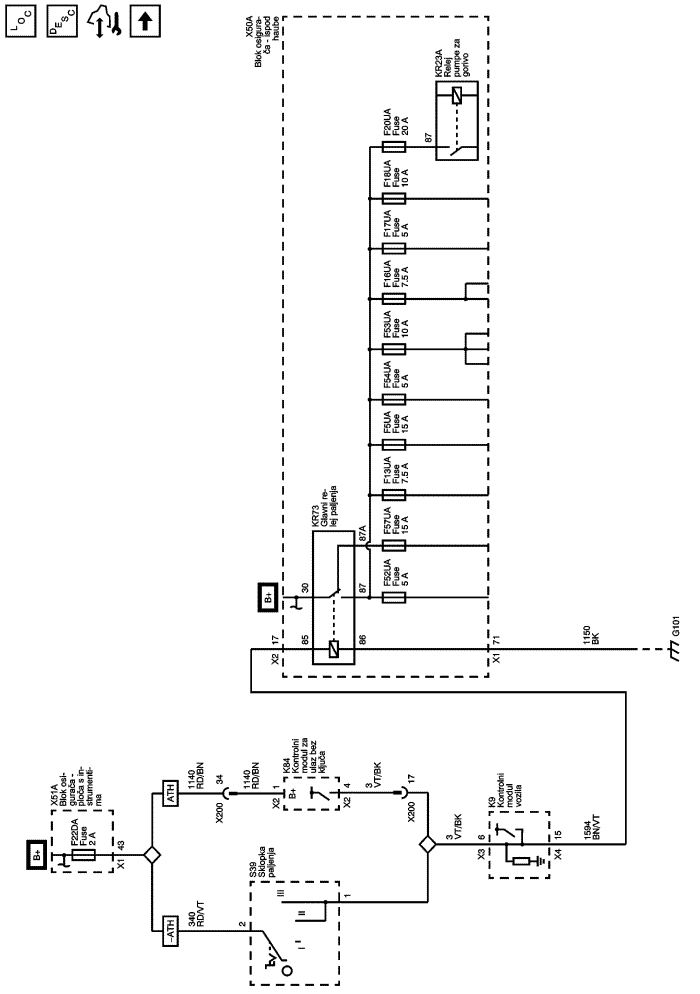 LOC
DESC
X50A
Blok osigura-
ča - ispod
haube
KR23A
Relej
pumpe za
gorivo
87
F20UA
Fuse
20 A
F18UA
Fuse
10 A
F17UA
Fuse
5 A
F16UA
Fuse
7.5 A
F53UA
Fuse
10 A
F54UA
Fuse
5 A
F5UA
Fuse
15 A
F13UA
Fuse
7.5 A
F57UA
Fuse
15 A
F52UA
Fuse
5 A
KR73
Glavni re-
lej paljenja
87A
B+
30
87
X2
17
85
86
X1
71
1150
BK
G101
X51A
Blok osi-
gurača -
ploča s in-
strumenti-
ma
B+
F22DA
Fuse
2 A
X1
43
ATH
1140
RD/BN
34
X200
1140
RD/BN
X2
1
K84
Kontrolni
modul za
ulaz bez
ključa
B+
X2
4
3
VT/BK
17
X200
¬ATH
340
RD/VT
2
S39
Sklopka
paljenja
I
II
III
1
3
VT/BK
6
X3
K9
Kontrolni
modul
vozila
15
X4
1594
BN/VT